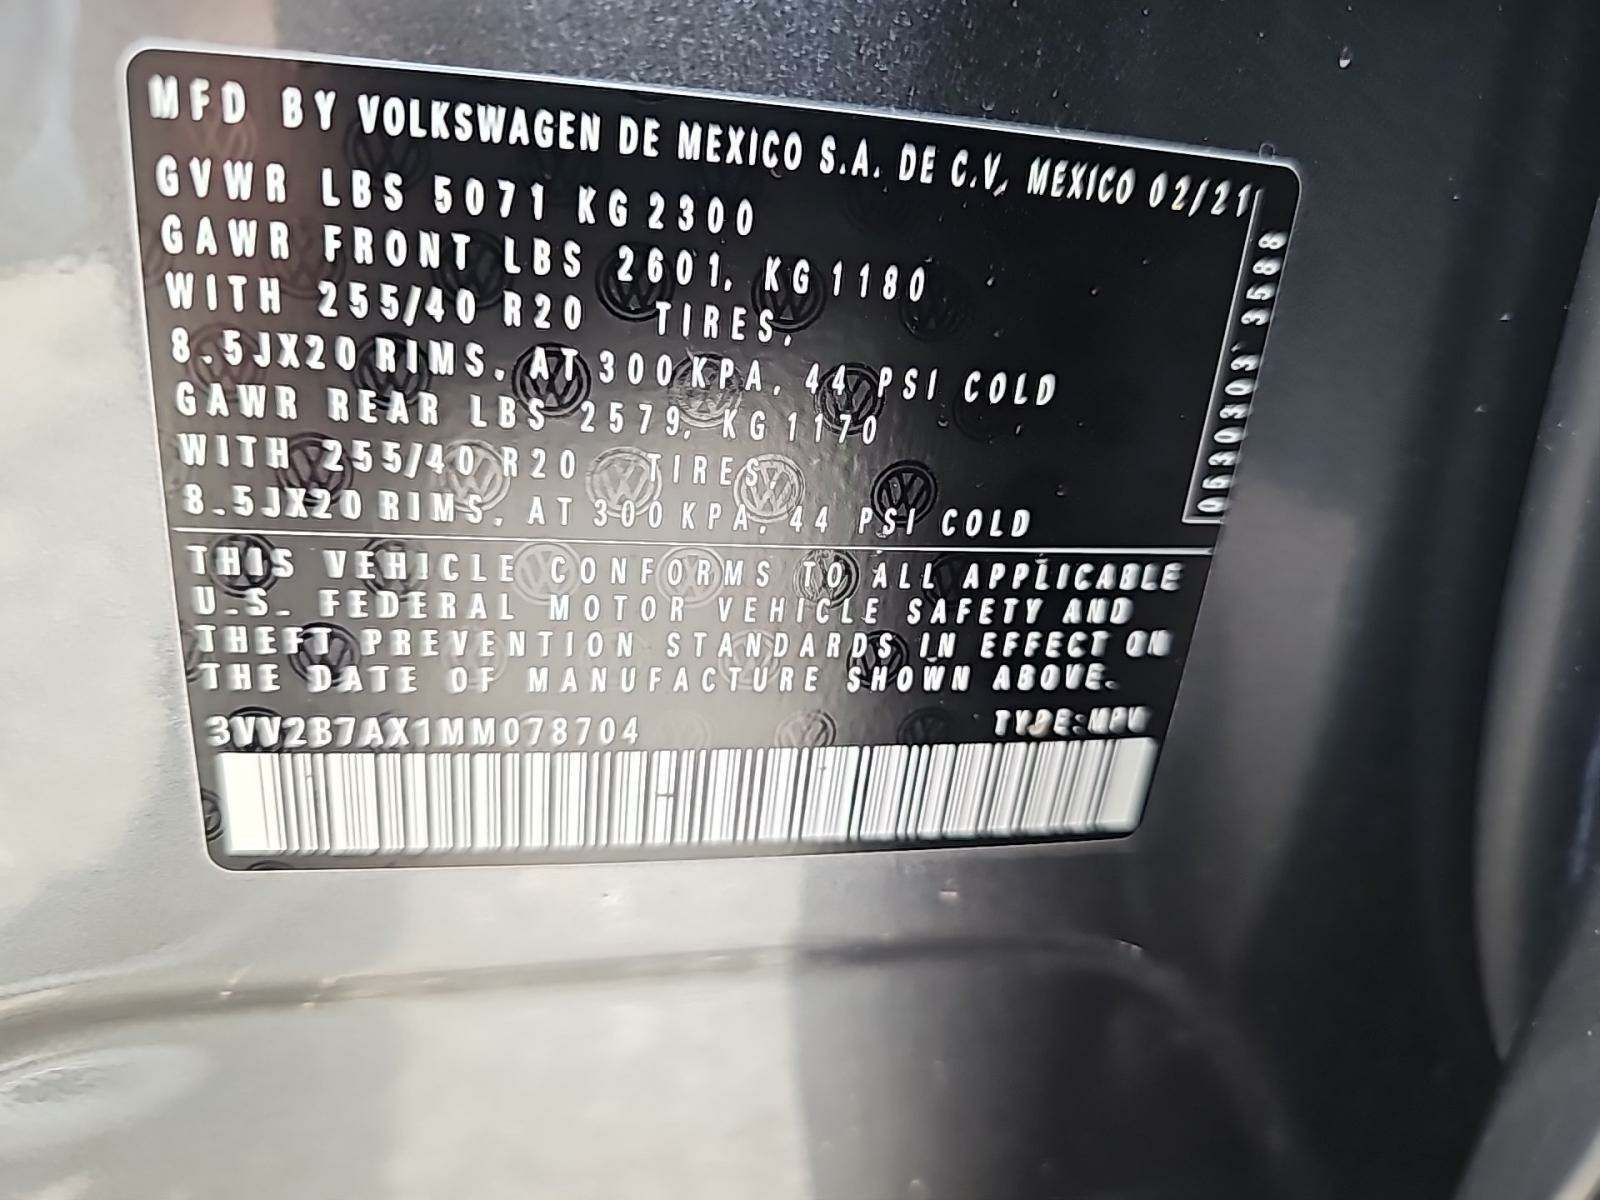 MFD BY VOLKSWAGEN DE MEXICO S.A. DE C.V, MEXICO 02/21
GVWR LBS 5071 KG 2300
GAWR FRONT LBS 2601, KG 1180
WITH 255/40 R20 TIRES,
8.5JX20 RIMS, AT 300 KPA, 44 PSI COLD
GAWR REAR LBS 2579, KG 1170
WITH 255/40 R20 TIRES,
8.5JX20 RIMS, AT 300 KPA, 44 PSI COLD
THIS VEHICLE CONFORMS TO ALL APPLICABLE
U.S. FEDERAL MOTOR VEHICLE SAFETY AND
THEFT PREVENTION STANDARDS IN EFFECT ON
THE DATE OF MANUFACTURE SHOWN ABOVE.
3VV2B7AX1MM078704 TYPE:MPV